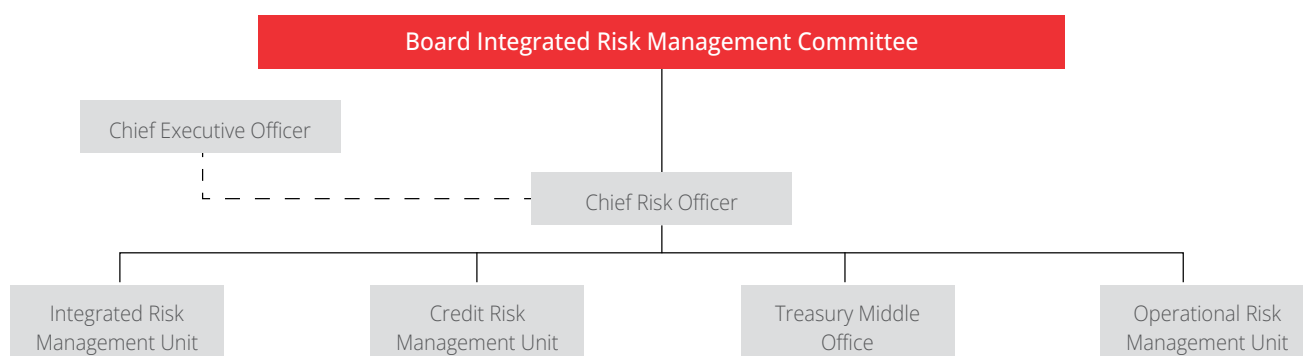 Board Integrated Risk Management Committee
Chief Executive Officer
Chief Risk Officer
Integrated Risk
Management Unit
Credit Risk
Management Unit
Treasury Middle
Office
Operational Risk
Management Unit